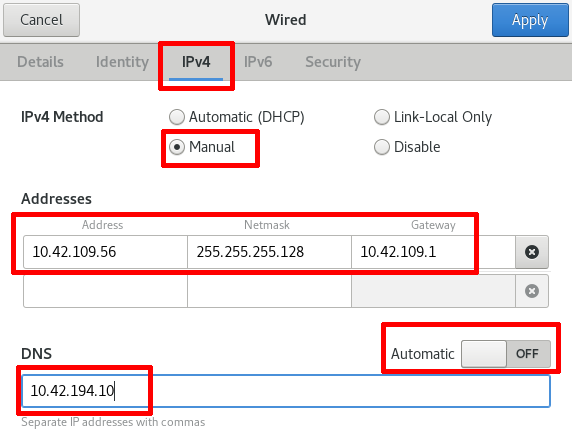 Cancel Wired Apply
Details Identity IPv4 IPv6 Security
IPv4 Method Automatic (DHCP) Link-Local Only
Manual Disable
Addresses
Address Netmask Gateway
10.42.109.56 255.255.255.128 10.42.109.1
DNS Automatic OFF
10.42.194.10
Separate IP addresses with commas